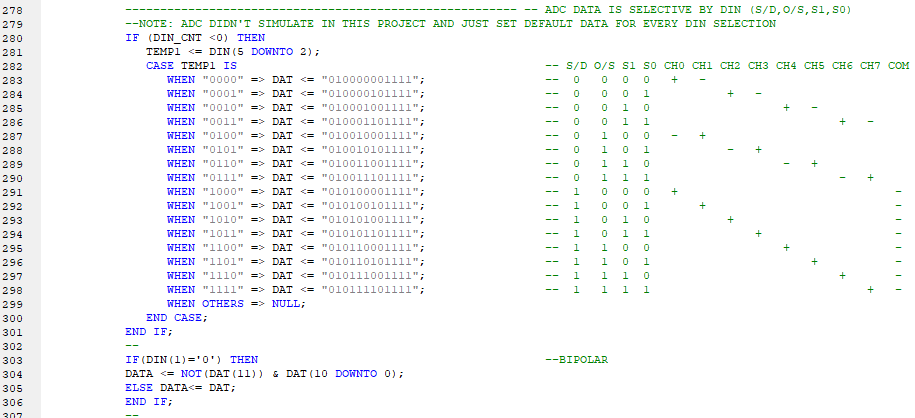 278 -------------------------------------------------------- -- ADC DATA IS SELECTIVE BY DIN (S/D,O/S,S1,S0)
279 --NOTE: ADC DIDN'T SIMULATE IN THIS PROJECT AND JUST SET DEFAULT DATA FOR EVERY DIN SELECTION
280 IF (DIN_CNT <0) THEN
281 TEMP1 <= DIN(5 DOWNTO 2);
282 CASE TEMP1 IS -- S/D O/S S1 S0 CH0 CH1 CH2 CH3 CH4 CH5 CH6 CH7 COM
283 WHEN "0000" => DAT <= "010000001111"; -- 0 0 0 0 + -
284 WHEN "0001" => DAT <= "010000101111"; -- 0 0 0 1 + -
285 WHEN "0010" => DAT <= "010001001111"; -- 0 0 1 0 + -
286 WHEN "0011" => DAT <= "010001101111"; -- 0 0 1 1 + -
287 WHEN "0100" => DAT <= "010010001111"; -- 0 1 0 0 - +
288 WHEN "0101" => DAT <= "010010101111"; -- 0 1 0 1 - +
289 WHEN "0110" => DAT <= "010011001111"; -- 0 1 1 0 - +
290 WHEN "0111" => DAT <= "010011101111"; -- 0 1 1 1 - +
291 WHEN "1000" => DAT <= "010100001111"; -- 1 0 0 0 + -
292 WHEN "1001" => DAT <= "010100101111"; -- 1 0 0 1 + -
293 WHEN "1010" => DAT <= "010101001111"; -- 1 0 1 0 + -
294 WHEN "1011" => DAT <= "010101101111"; -- 1 0 1 1 + -
295 WHEN "1100" => DAT <= "010110001111"; -- 1 1 0 0 + -
296 WHEN "1101" => DAT <= "010110101111"; -- 1 1 0 1 + -
297 WHEN "1110" => DAT <= "010111001111"; -- 1 1 1 0 + -
298 WHEN "1111" => DAT <= "010111101111"; -- 1 1 1 1 + -
299 WHEN OTHERS => NULL;
300 END CASE;
301 END IF;
302 --
303 IF(DIN(1)='0') THEN --BIPOLAR
304 DATA <= NOT(DAT(11)) & DAT(10 DOWNTO 0);
305 ELSE DATA<= DAT;
306 END IF;
307 --